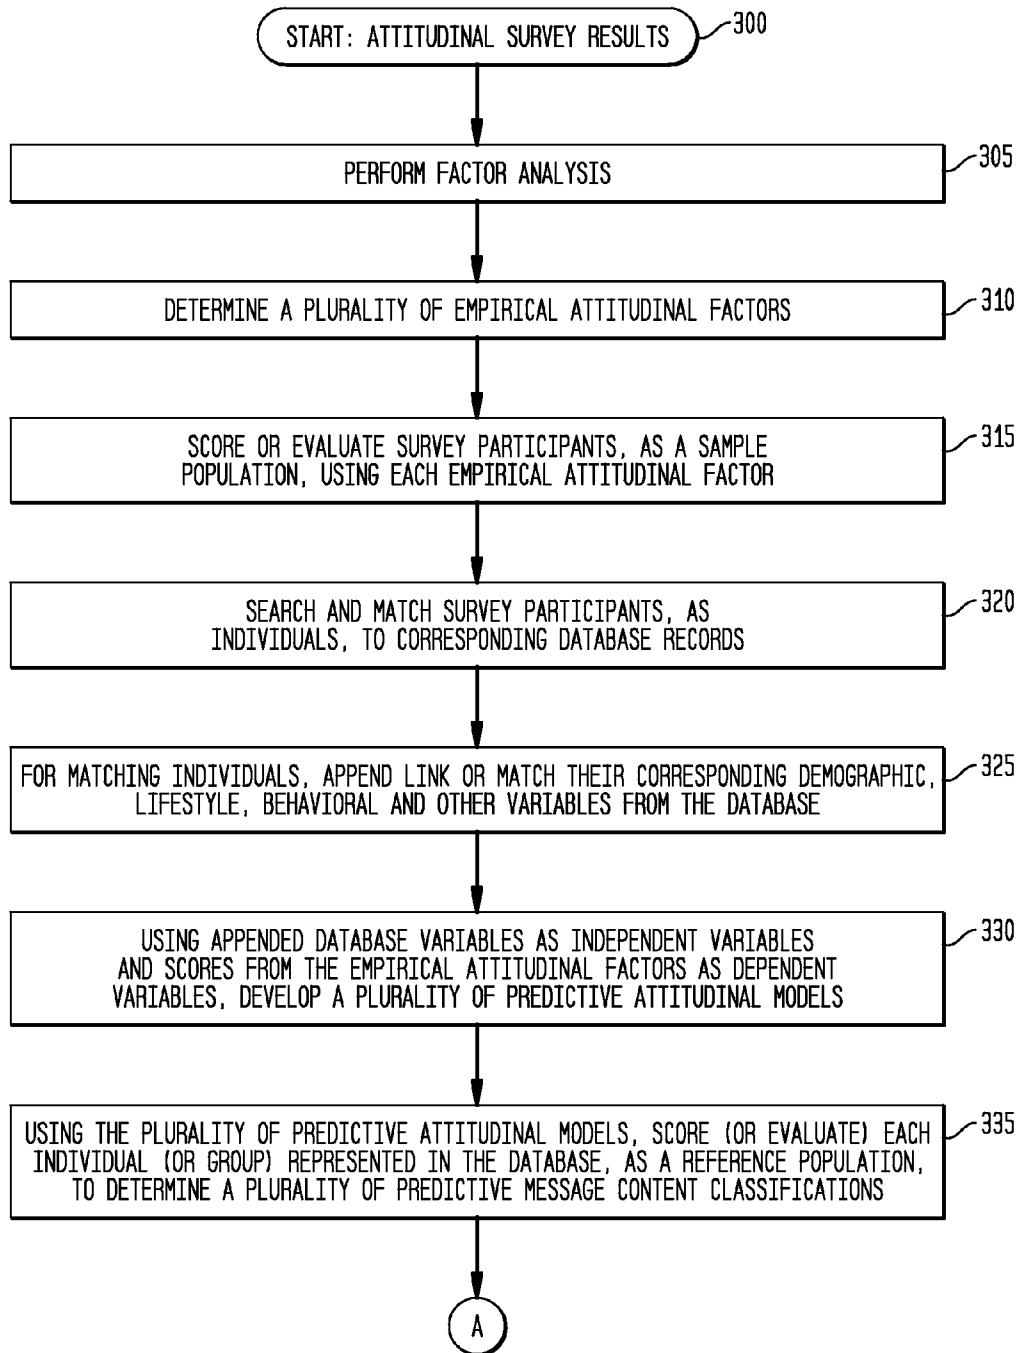 START: ATTITUDINAL SURVEY RESULTS
300
PERFORM FACTOR ANALYSIS
305
DETERMINE A PLURALITY OF EMPIRICAL ATTITUDINAL FACTORS
310
SCORE OR EVALUATE SURVEY PARTICIPANTS, AS A SAMPLE
POPULATION, USING EACH EMPIRICAL ATTITUDINAL FACTOR
315
SEARCH AND MATCH SURVEY PARTICIPANTS, AS
INDIVIDUALS, TO CORRESPONDING DATABASE RECORDS
320
FOR MATCHING INDIVIDUALS, APPEND LINK OR MATCH THEIR CORRESPONDING DEMOGRAPHIC,
LIFESTYLE, BEHAVIORAL AND OTHER VARIABLES FROM THE DATABASE
325
USING APPENDED DATABASE VARIABLES AS INDEPENDENT VARIABLES
AND SCORES FROM THE EMPIRICAL ATTITUDINAL FACTORS AS DEPENDENT
VARIABLES, DEVELOP A PLURALITY OF PREDICTIVE ATTITUDINAL MODELS
330
USING THE PLURALITY OF PREDICTIVE ATTITUDINAL MODELS, SCORE (OR EVALUATE) EACH
INDIVIDUAL (OR GROUP) REPRESENTED IN THE DATABASE, AS A REFERENCE POPULATION,
TO DETERMINE A PLURALITY OF PREDICTIVE MESSAGE CONTENT CLASSIFICATIONS
335
A